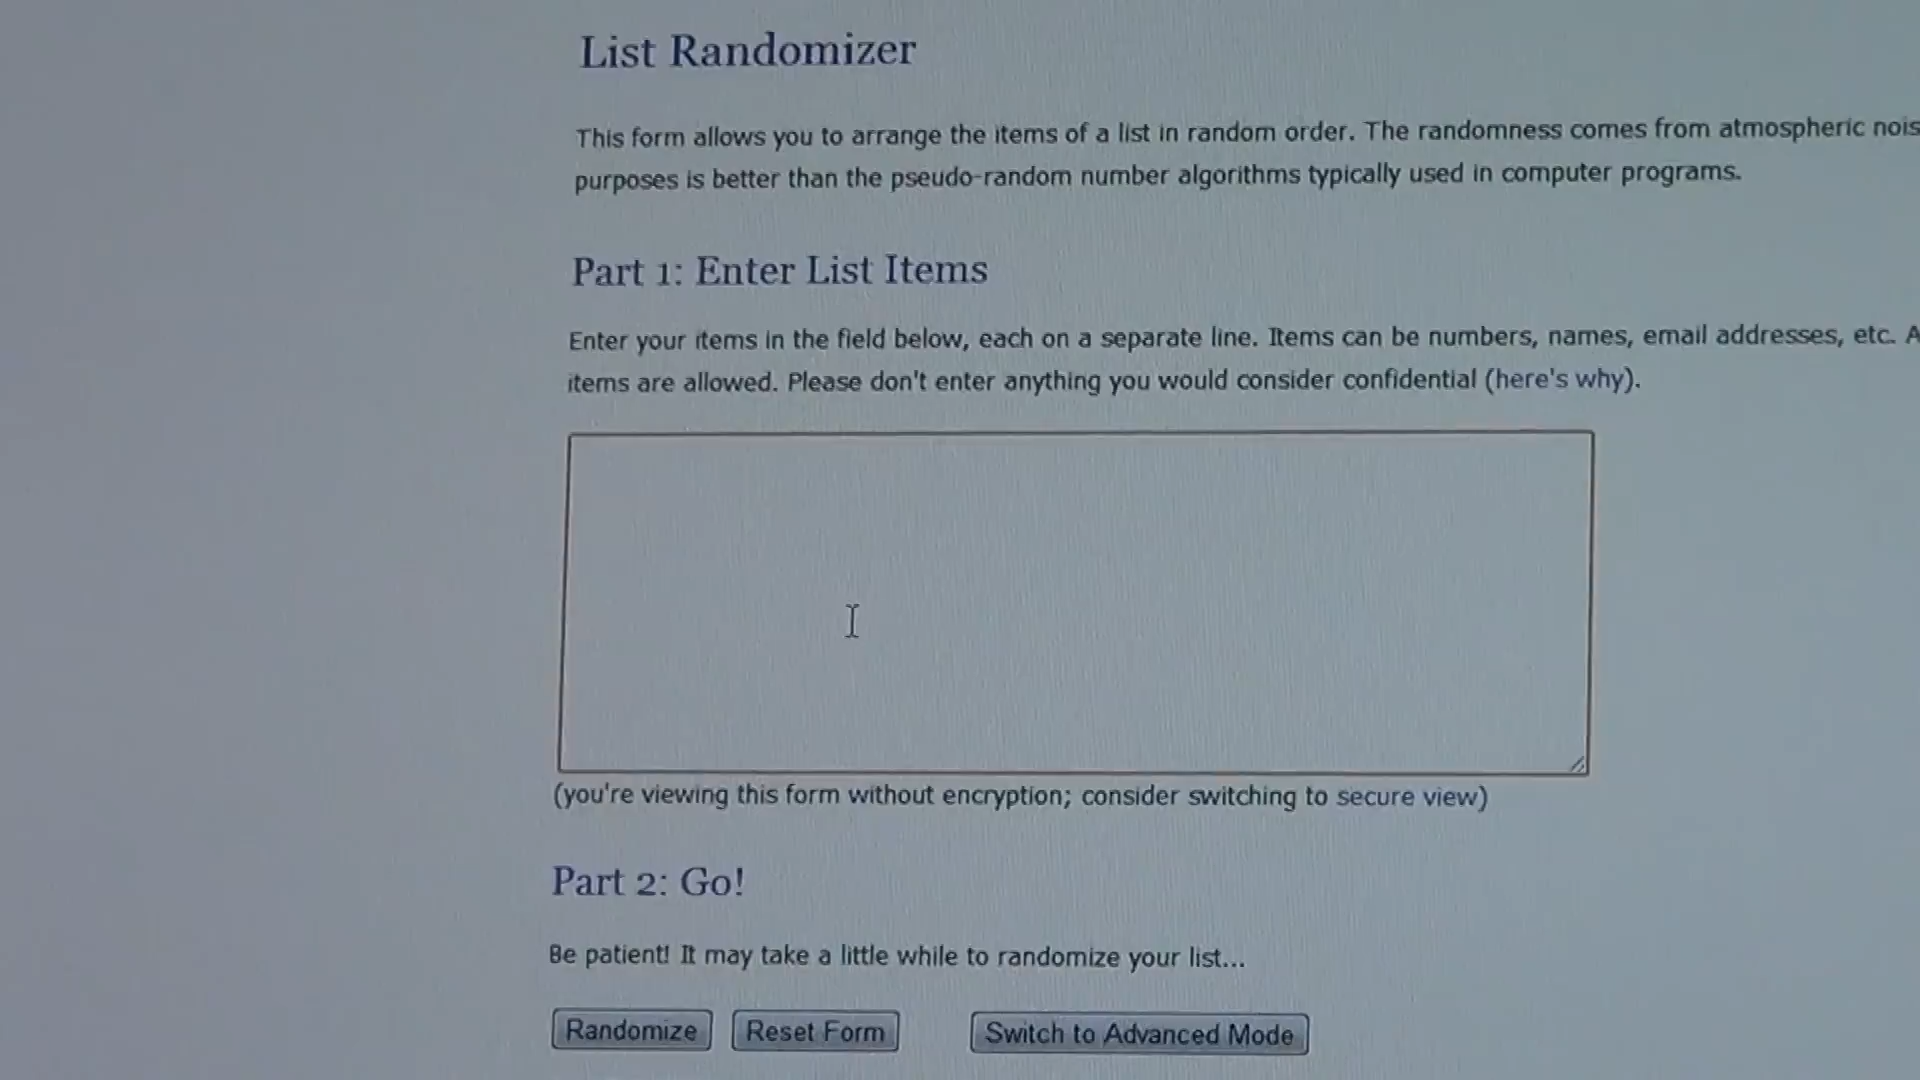 List Randomizer
This form allows you to arrange the items of a list in random order. The randomness comes from atmospheric
purposes is better than the pseudo-random number algorithms typically used in computer programs.
Part 1: Enter List Items
Enter your items in the field below, each on a separate line. Items can be numbers, names, email addresses, etc. A
items are allowed. Please don't enter anything you would consider confidential (here's why).
(you're viewing this form without encryption; consider switching to secure view)
Part 2: Go!
Be patient! It may take a little while to randomize your list...
Randomize Reset Form Switch to Advanced Mode